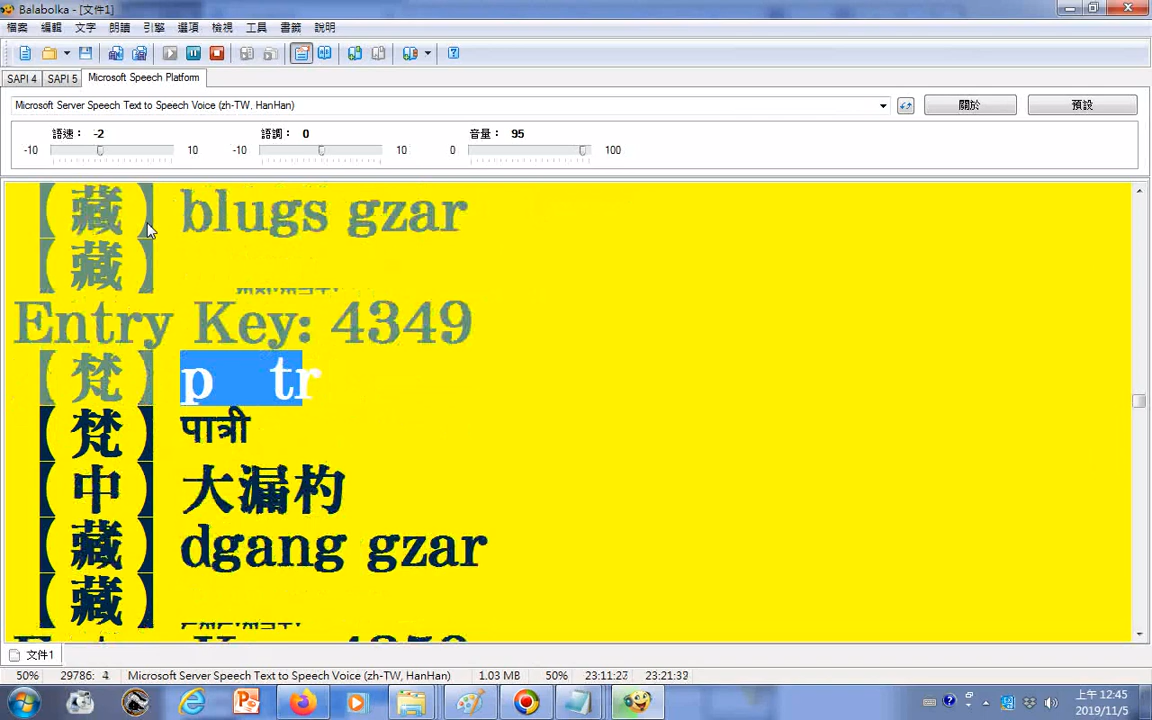 Balabolka - [文件1]
檔案 編輯 文字 朗讀 引擎 選項 檢視 工具 書籤 說明
SAPI 4 SAPI 5 Microsoft Speech Platform
Microsoft Server Speech Text to Speech Voice (zh-TW, HanHan) 關於 預設
語速： -2 語調： 0 音量： 95
-10 10 -10 10 0 100
【藏】 blugs gzar
【藏】
Entry Key: 4349
【梵】 p tr
【梵】 पात्री
【中】 大漏杓
【藏】 dgang gzar
【藏】
文件1
50% 29786: 4 Microsoft Server Speech Text to Speech Voice (zh-TW, HanHan) 1.03 MB 50% 23:11:27 23:21:39
上午 12:45
2019/11/5